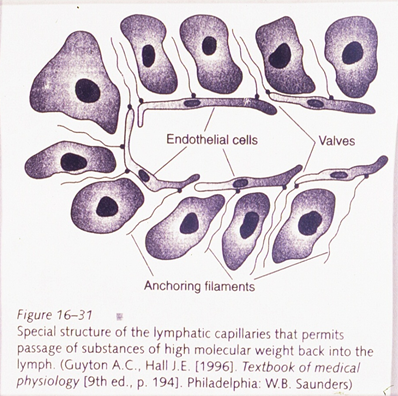 Endothelial cells
Valves
Anchoring filaments
Figure 16–31
Special structure of the lymphatic capillaries that permits
passage of substances of high molecular weight back into the
lymph. (Guyton A.C., Hall J.E. [1996]. Textbook of medical
physiology [9th ed., p. 194]. Philadelphia: W.B. Saunders)